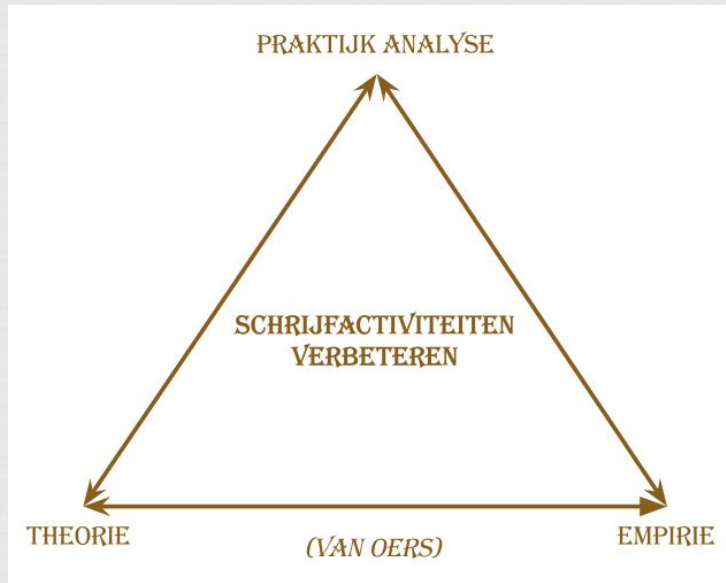 PRAKTIJK ANALYSE
SCHRIJFACTIVITEITEN
VERBETEREN
THEORIE
(VAN OERS)
EMPIRIE